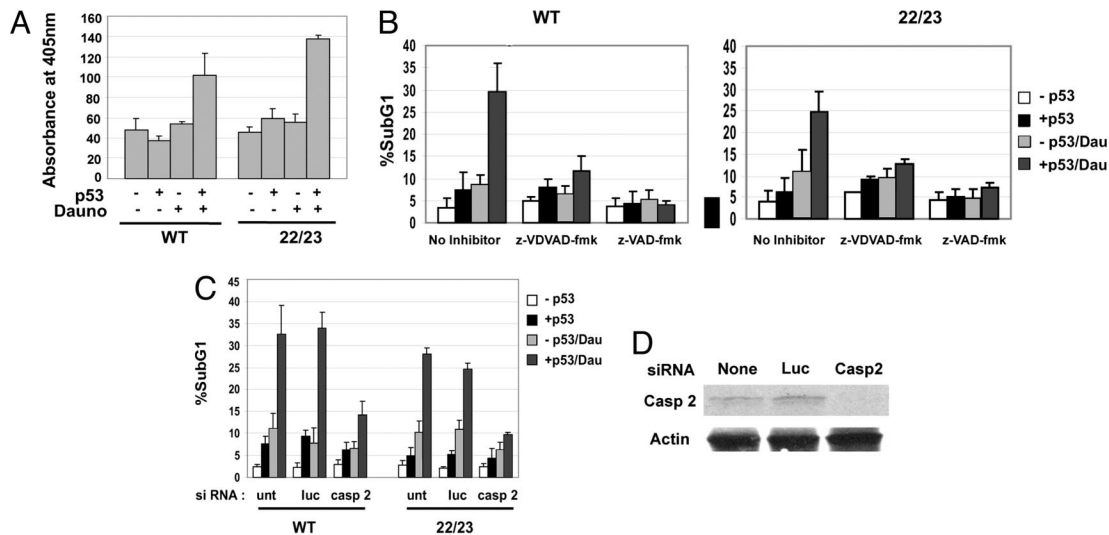 A
Absorbance at 405nm
160
140
120
100
80
60
40
20
0
p53 - + - + - + - +
Dauno - - + + - - + +
WT 22/23
B
WT
%SubG1
40
35
30
25
20
15
10
5
0
No Inhibitor z-VDVAD-fmk z-VAD-fmk
22/23
40
35
30
25
20
15
10
5
0
No Inhibitor z-VDVAD-fmk z-VAD-fmk
- p53
+p53
- p53/Dau
+p53/Dau
C
%SubG1
45
40
35
30
25
20
15
10
5
0
si RNA : unt luc casp 2 unt luc casp 2
WT 22/23
- p53
+p53
- p53/Dau
+p53/Dau
D
siRNA None Luc Casp2
Casp 2
Actin